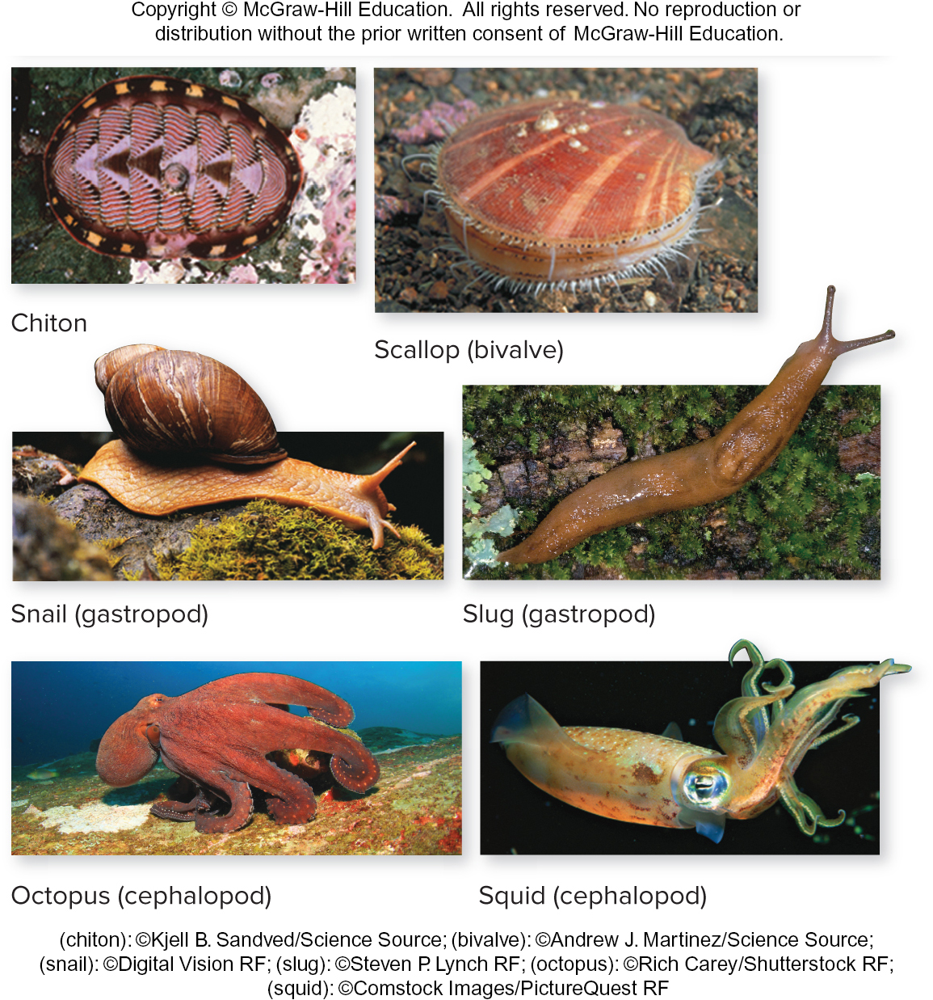 Copyright © McGraw-Hill Education. All rights reserved. No reproduction or
distribution without the prior written consent of McGraw-Hill Education.
Chiton
Scallop (bivalve)
Snail (gastropod)
Slug (gastropod)
Octopus (cephalopod)
Squid (cephalopod)
(chiton): ©Kjell B. Sandved/Science Source; (bivalve): ©Andrew J. Martinez/Science Source;
(snail): ©Digital Vision RF; (slug): ©Steven P. Lynch RF; (octopus): ©Rich Carey/Shutterstock RF;
(squid): ©Comstock Images/PictureQuest RF